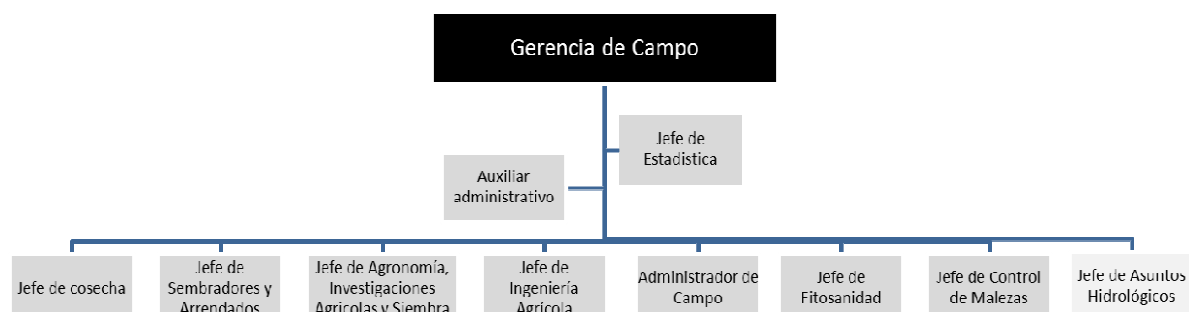 Gerencia de Campo
Jefe de
Estadistica
Auxiliar
administrativo
Jefe de cosecha
Jefe de
Sembradores y
Arrendados
Jefe de Agronomía,
Investigaciones
Agrícolas y Siembra
Jefe de
Ingeniería
Agrícola
Administrador de
Campo
Jefe de
Fitosanidad
Jefe de Control
de Malezas
Jefe de Asuntos
Hidrológicos